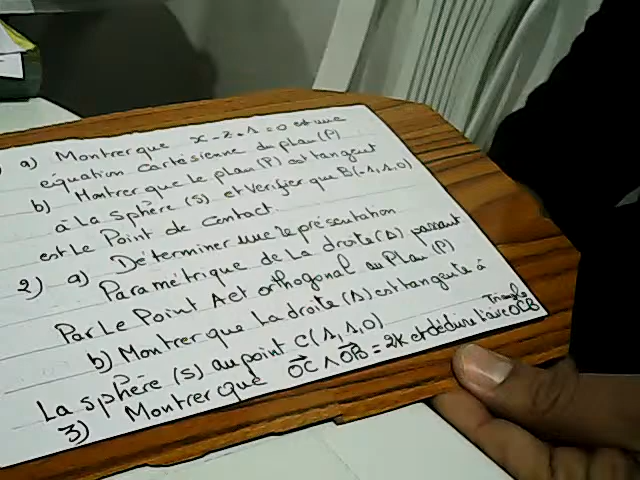 a) Montrer que x - z + 1 = 0 est une
équation cartésienne du plan (P)
b) Montrer que le plan (P) est tangent
à la sphère (S) et vérifier que B(-1,1,0)
est Le Point de Contact.
2) a) Déterminer une représentation
Paramétrique de La droite (Δ) passant
Par Le Point A et orthogonal au Plan (P)
b) Montrer que La droite (Δ) est tangente à
La sphère (S) au point C(1,1,0)
3) Montrer que OC ∧ OB = 2k et déduire l'aire Triangle OCB